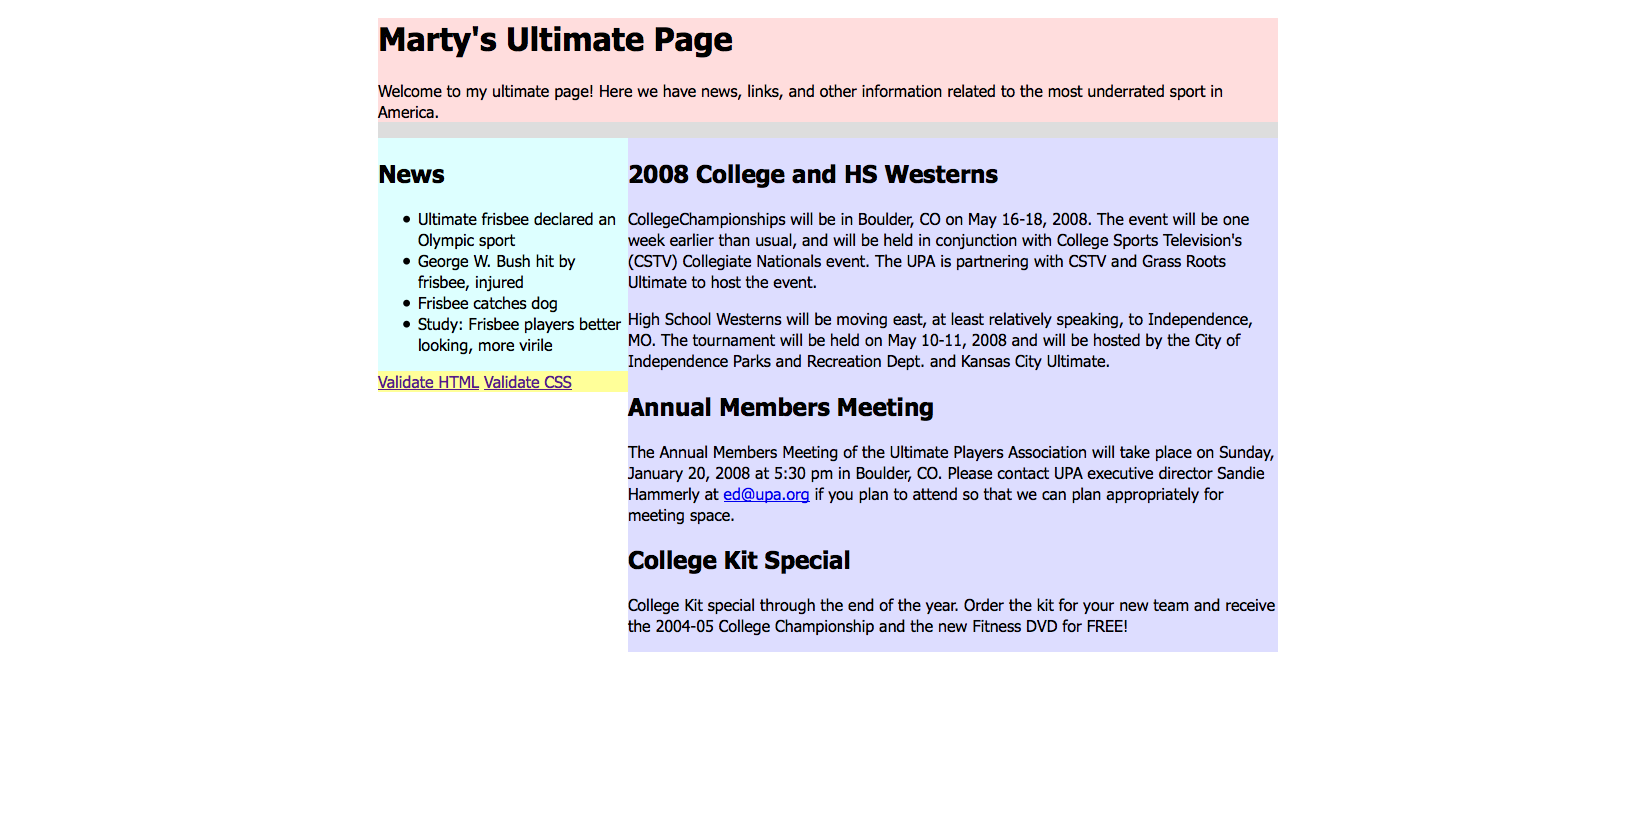 Marty's Ultimate Page
Welcome to my ultimate page! Here we have news, links, and other information related to the most underrated sport in
America.
News
Ultimate frisbee declared an
Olympic sport
George W. Bush hit by
frisbee, injured
Frisbee catches dog
Study: Frisbee players better
looking, more virile
Validate HTML Validate CSS
2008 College and HS Westerns
CollegeChampionships will be in Boulder, CO on May 16-18, 2008. The event will be one
week earlier than usual, and will be held in conjunction with College Sports Television's
(CSTV) Collegiate Nationals event. The UPA is partnering with CSTV and Grass Roots
Ultimate to host the event.
High School Westerns will be moving east, at least relatively speaking, to Independence,
MO. The tournament will be held on May 10-11, 2008 and will be hosted by the City of
Independence Parks and Recreation Dept. and Kansas City Ultimate.
Annual Members Meeting
The Annual Members Meeting of the Ultimate Players Association will take place on Sunday,
January 20, 2008 at 5:30 pm in Boulder, CO. Please contact UPA executive director Sandie
Hammerly at ed@upa.org if you plan to attend so that we can plan appropriately for
meeting space.
College Kit Special
College Kit special through the end of the year. Order the kit for your new team and receive
the 2004-05 College Championship and the new Fitness DVD for FREE!